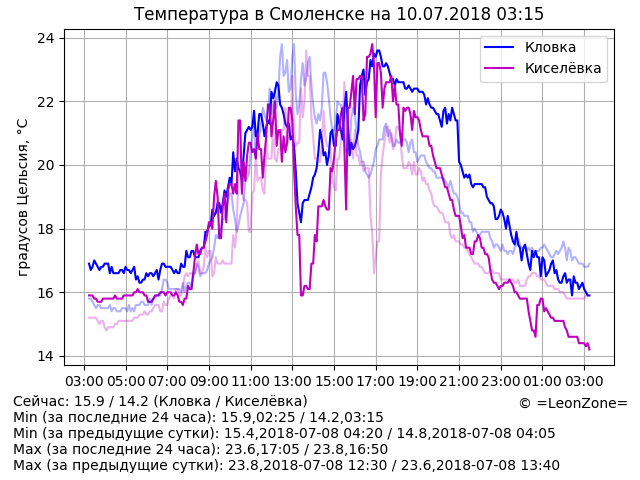 Температура в Смоленске на 10.07.2018 03:15
градусов Цельсия, °C
24
22
20
18
16
14
Кловка
Киселёвка
03:00 05:00 07:00 09:00 11:00 13:00 15:00 17:00 19:00 21:00 23:00 01:00 03:00
Сейчас: 15.9 / 14.2 (Кловка / Киселёвка)
© =LeonZone=
Min (за последние 24 часа): 15.9,02:25 / 14.2,03:15
Min (за предыдущие сутки): 15.4,2018-07-08 04:20 / 14.8,2018-07-08 04:05
Max (за последние 24 часа): 23.6,17:05 / 23.8,16:50
Max (за предыдущие сутки): 23.8,2018-07-08 12:30 / 23.6,2018-07-08 13:40